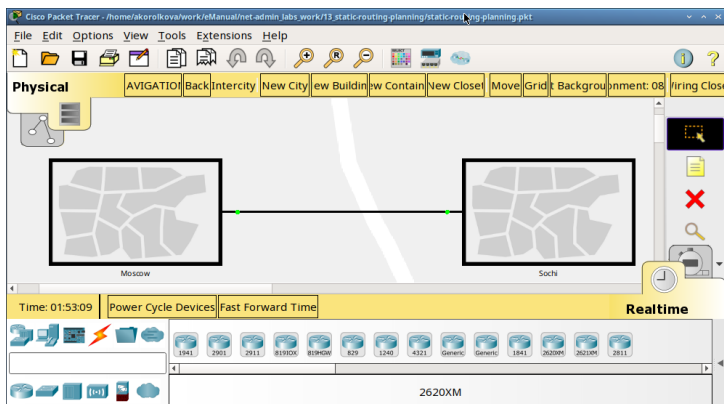 Cisco Packet Tracer - /home/akorolkova/work/eManual/net-admin_labs_work/13_static-routing-planning/static-routing-planning.pkt
File Edit Options View Tools Extensions Help
Physical AVIGATIOI Back Intercity New City ew Buildin ew Contain New Closet Move Grid t Backgrou onment: 08 /iring Close
Moscow Sochi
Time: 01:53:09 Power Cycle Devices Fast Forward Time Realtime
1941 2901 2911 819IOX 819HGW 829 1240 4321 Generic Generic 1841 2620XM 2621XM 2811
2620XM